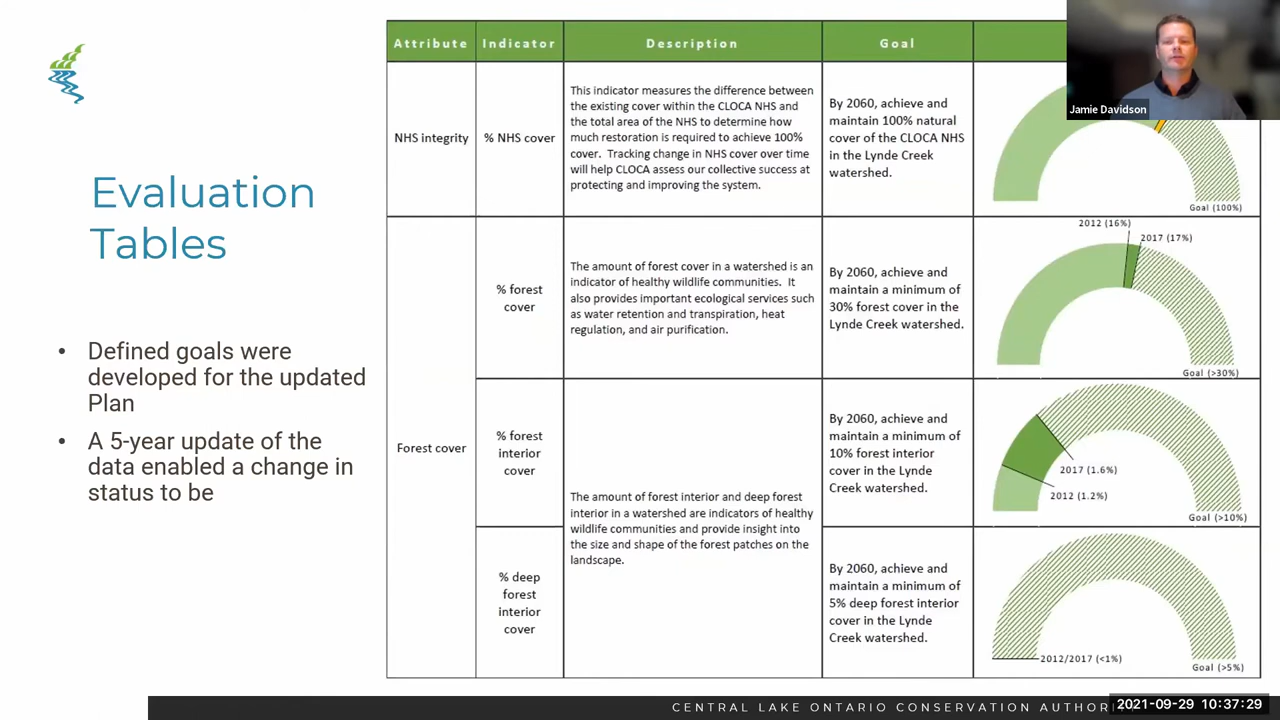 Evaluation
Tables
• Defined goals were
developed for the updated
Plan
• A 5-year update of the
data enabled a change in
status to be
Attribute
Indicator
Description
Goal
NHS integrity
% NHS cover
This indicator measures the difference between
the existing cover within the CLOCA NHS and
the total area of the NHS to determine how
much restoration is required to achieve 100%
cover. Tracking change in NHS cover over time
will help CLOCA assess our collective success at
protecting and improving the system.
By 2060, achieve and
maintain 100% natural
cover of the CLOCA NHS
in the Lynde Creek
watershed.
Goal (100%)
Forest cover
% forest
cover
The amount of forest cover in a watershed is an
indicator of healthy wildlife communities. It
also provides important ecological services such
as water retention and transpiration, heat
regulation, and air purification.
By 2060, achieve and
maintain a minimum of
30% forest cover in the
Lynde Creek watershed.
2012 (16%)
2017 (17%)
Goal (>30%)
% forest
interior
cover
The amount of forest interior and deep forest
interior in a watershed are indicators of healthy
wildlife communities and provide insight into
the size and shape of the forest patches on the
landscape.
By 2060, achieve and
maintain a minimum of
10% forest interior
cover in the Lynde
Creek watershed.
2017 (1.6%)
2012 (1.2%)
Goal (>10%)
% deep
forest
interior
cover
By 2060, achieve and
maintain a minimum of
5% deep forest interior
cover in the Lynde
Creek watershed.
2012/2017 (<1%)
Goal (>5%)
Jamie Davidson
CENTRAL LAKE ONTARIO CONSERVATION
2021-09-29 10:37:29